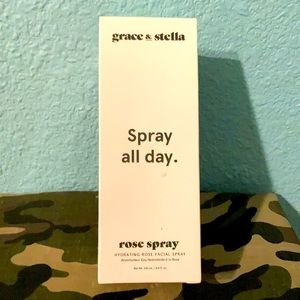 grace & stella
Spray
all day.
rose spray
HYDRATING ROSE FACIAL SPRAY